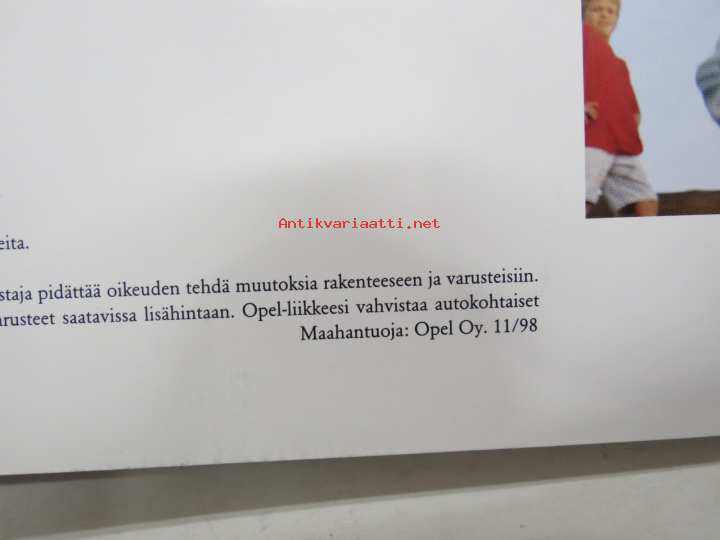 Antikvariaatti.net
eita.
staja pidättää oikeuden tehdä muutoksia rakenteeseen ja varusteisiin.
arusteet saatavissa lisähintaan. Opel-liikkeesi vahvistaa autokohtaiset
Maahantuoja: Opel Oy. 11/98